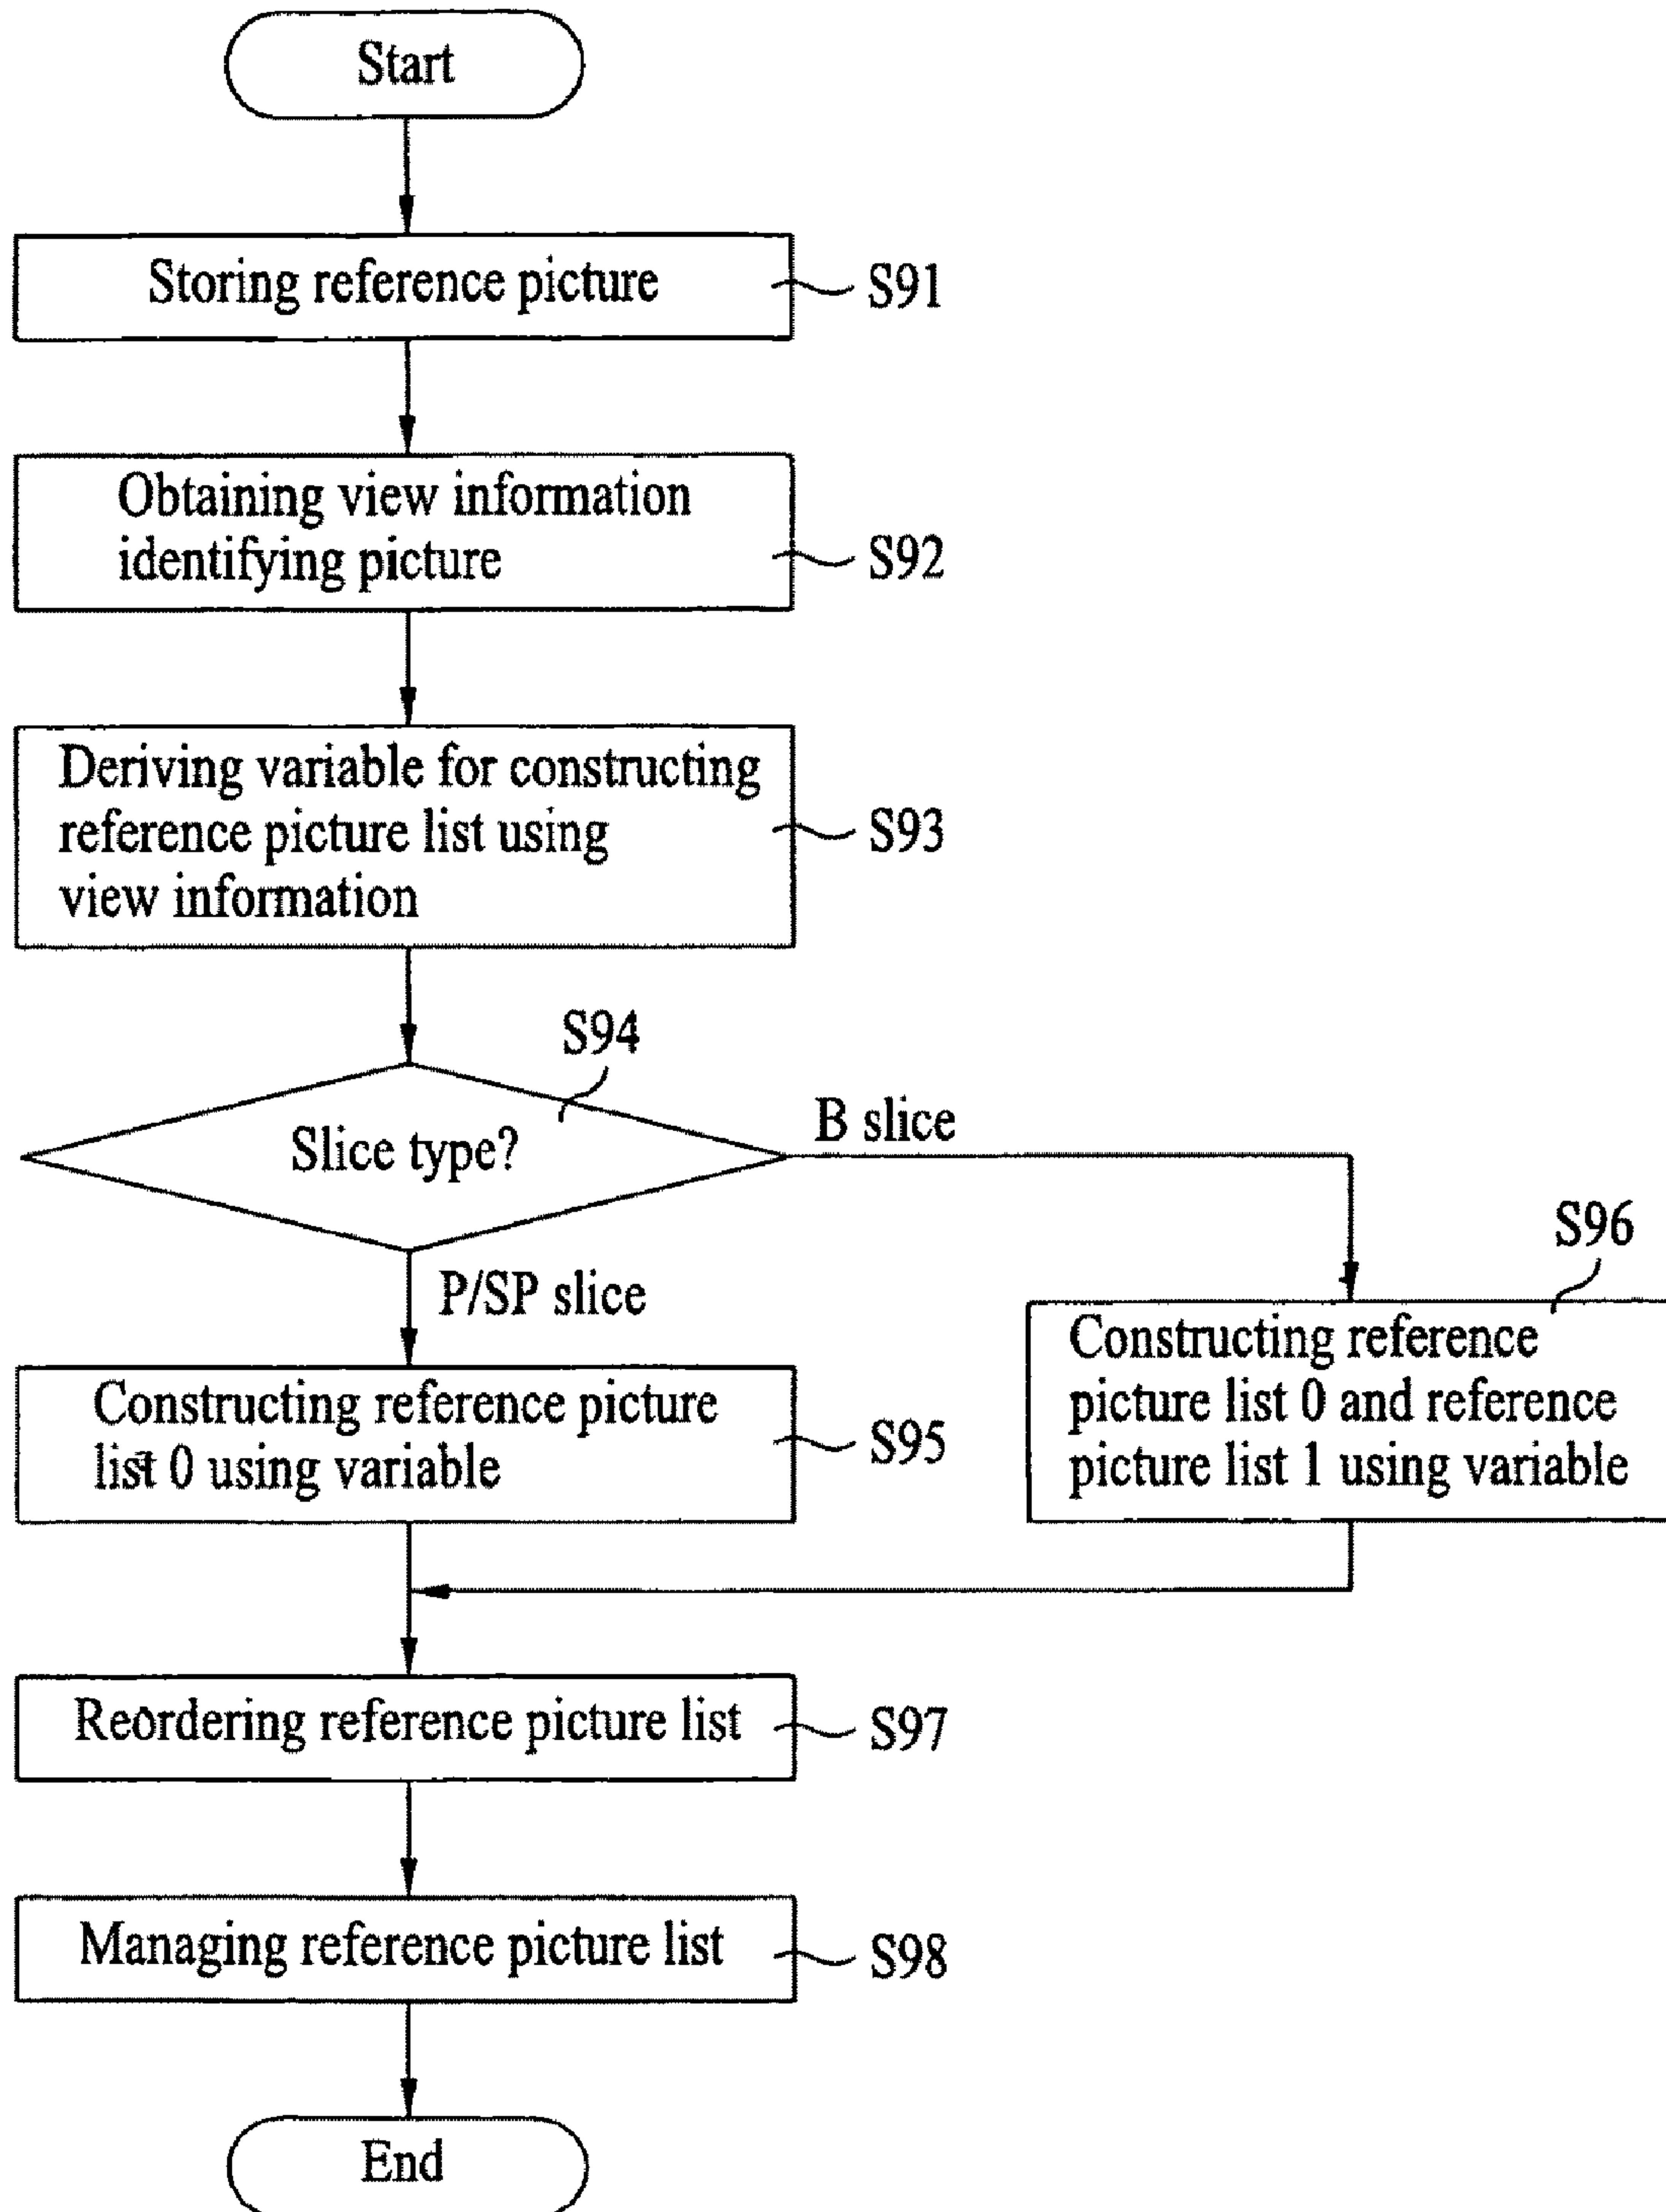 Start
Storing reference picture
S91
Obtaining view information
identifying picture
S92
Deriving variable for constructing
reference picture list using
view information
S93
S94
Slice type?
B slice
P/SP slice
S96
Constructing reference
picture list 0 and reference
picture list 1 using variable
Constructing reference picture
list 0 using variable
S95
Reordering reference picture list
S97
Managing reference picture list
S98
End